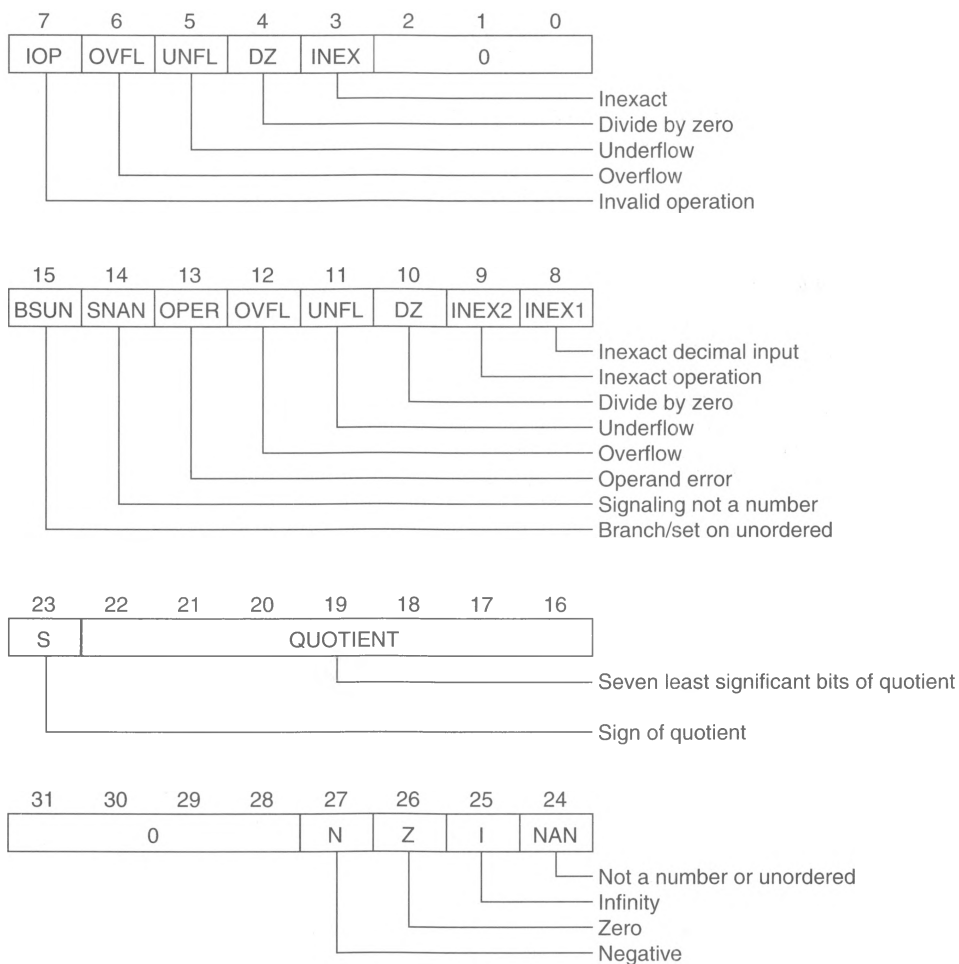 7 6 5 4 3 2 1 0
IOP OVFL UNFL DZ INEX 0
Inexact
Divide by zero
Underflow
Overflow
Invalid operation
15 14 13 12 11 10 9 8
BSUN SNAN OPER OVFL UNFL DZ INEX2 INEX1
Inexact decimal input
Inexact operation
Divide by zero
Underflow
Overflow
Operand error
Signaling not a number
Branch/set on unordered
23 22 21 20 19 18 17 16
S QUOTIENT
Seven least significant bits of quotient
Sign of quotient
31 30 29 28 27 26 25 24
0 N Z I NAN
Not a number or unordered
Infinity
Zero
Negative